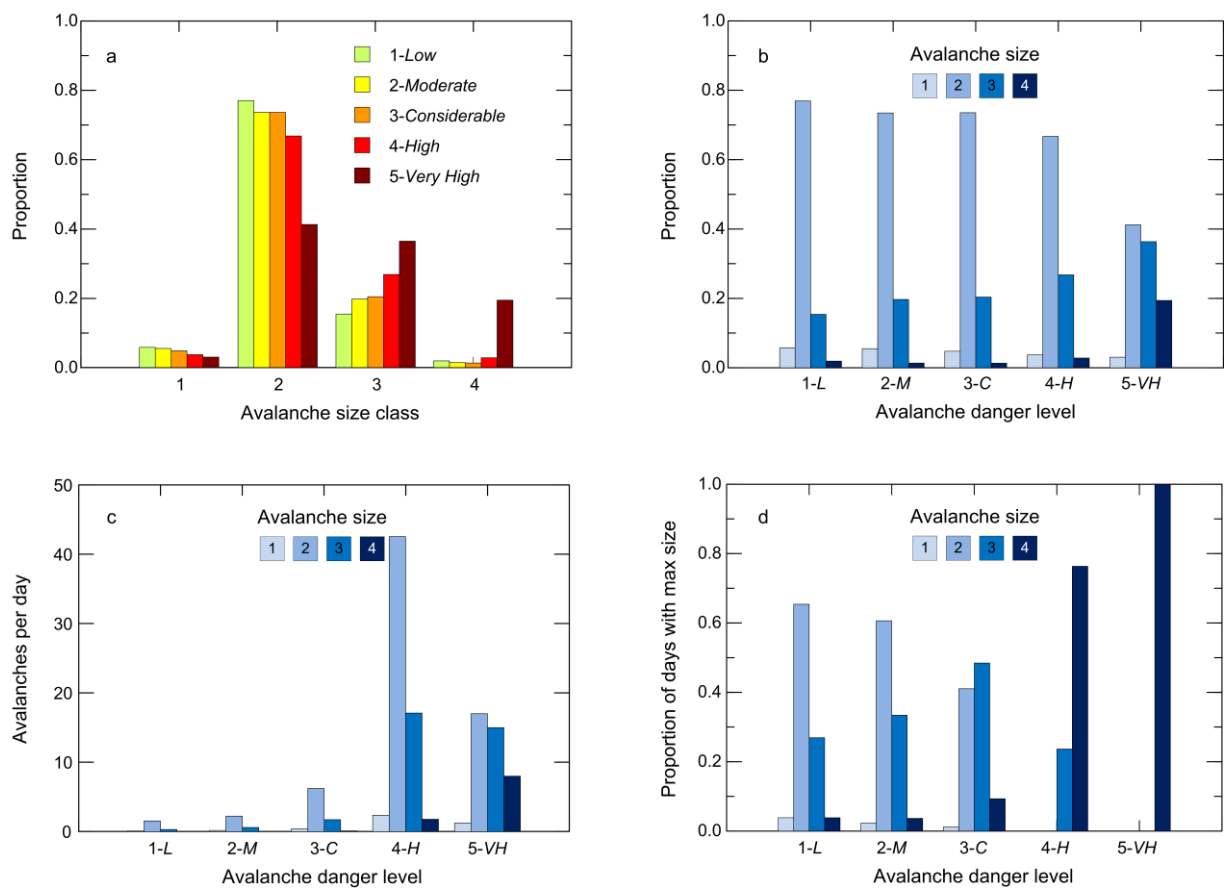 a
1-Low
2-Moderate
3-Considerable
4-High
5-Very High
1.0
0.8
0.6
0.4
0.2
0.0
Proportion
1 2 3 4
Avalanche size class
b
Avalanche size
1 2 3 4
1.0
0.8
0.6
0.4
0.2
0.0
Proportion
1-L 2-M 3-C 4-H 5-VH
Avalanche danger level
c
Avalanche size
1 2 3 4
50
40
30
20
10
0
Avalanches per day
1-L 2-M 3-C 4-H 5-VH
Avalanche danger level
d
Avalanche size
1 2 3 4
1.0
0.8
0.6
0.4
0.2
0.0
Proportion of days with max size
1-L 2-M 3-C 4-H 5-VH
Avalanche danger level